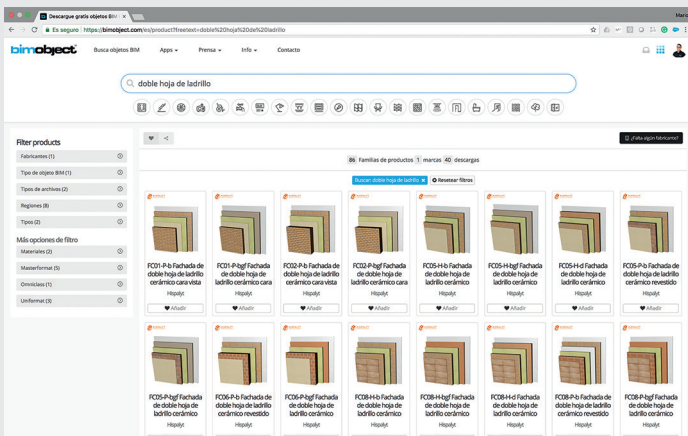 Descargue gratis objetos BIM
Es seguro https://bimobject.com/es/product?freetext=doble%20hoja%20de%20ladrillo
bimobject
Busca objetos BIM
Apps
Prensa
Info
Contacto
doble hoja de ladrillo
¿Falta algún fabricante?
Filter products
Fabricantes (1)
Tipo de objeto BIM (1)
Tipos de archivos (2)
Regiones (8)
Tipos (2)
Más opciones de filtro
Materiales (2)
Masterformat (5)
Omniclass (1)
Uniformat (3)
86 Familias de productos 1 marcas 40 descargas
Buscar: doble hoja de ladrillo
Resetear filtros
FC01-P-b Fachada de
doble hoja de ladrillo
cerámico cara vista
Hispalyt
Añadir
FC01-P-bgf Fachada
de doble hoja de
ladrillo cerámico cara
Hispalyt
Añadir
FC02-P-b Fachada de
doble hoja de ladrillo
cerámico cara vista
Hispalyt
Añadir
FC02-P-bgf Fachada
de doble hoja de
ladrillo cerámico cara
Hispalyt
Añadir
FC05-H-b Fachada
de doble hoja de
ladrillo cerámico
Hispalyt
Añadir
FC05-H-bgf Fachada
de doble hoja de
ladrillo cerámico
Hispalyt
Añadir
FC05-H-d Fachada
de doble hoja de
ladrillo cerámico
Hispalyt
Añadir
FC05-P-b Fachada de
doble hoja de ladrillo
cerámico revestido
Hispalyt
Añadir
FC05-P-bgf Fachada
de doble hoja de
ladrillo cerámico
Hispalyt
FC06-P-b Fachada de
doble hoja de ladrillo
cerámico revestido
Hispalyt
FC06-P-bgf Fachada
de doble hoja de
ladrillo cerámico
Hispalyt
FC08-H-b Fachada
de doble hoja de
ladrillo cerámico
Hispalyt
FC08-H-bgf Fachada
de doble hoja de
ladrillo cerámico
Hispalyt
FC08-H-d Fachada
de doble hoja de
ladrillo cerámico
Hispalyt
FC08-P-b Fachada de
doble hoja de ladrillo
cerámico revestido
Hispalyt
FC08-P-bgf Fachada
de doble hoja de
ladrillo cerámico
Hispalyt